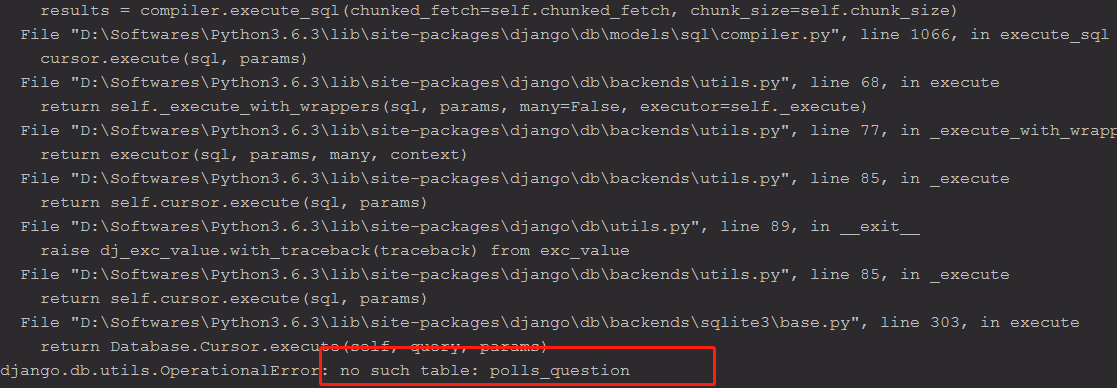 results = compiler.execute_sql(chunked_fetch=self.chunked_fetch, chunk_size=self.chunk_size)
File "D:\Softwares\Python3.6.3\lib\site-packages\django\db\models\sql\compiler.py", line 1066, in execute_sql
cursor.execute(sql, params)
File "D:\Softwares\Python3.6.3\lib\site-packages\django\db\backends\utils.py", line 68, in execute
return self._execute_with_wrappers(sql, params, many=False, executor=self._execute)
File "D:\Softwares\Python3.6.3\lib\site-packages\django\db\backends\utils.py", line 77, in _execute_with_wrapp
return executor(sql, params, many, context)
File "D:\Softwares\Python3.6.3\lib\site-packages\django\db\backends\utils.py", line 85, in _execute
return self.cursor.execute(sql, params)
File "D:\Softwares\Python3.6.3\lib\site-packages\django\db\utils.py", line 89, in __exit__
raise dj_exc_value.with_traceback(traceback) from exc_value
File "D:\Softwares\Python3.6.3\lib\site-packages\django\db\backends\utils.py", line 85, in _execute
return self.cursor.execute(sql, params)
File "D:\Softwares\Python3.6.3\lib\site-packages\django\db\backends\sqlite3\base.py", line 303, in execute
return Database.Cursor.execute(self, query, params)
django.db.utils.OperationalError: no such table: polls_question